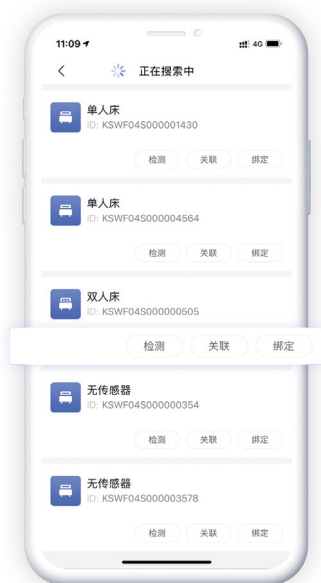 11:09
4G
正在搜索中
单人床
ID: KSWF04S000001430
检测 关联 绑定
单人床
ID: KSWF04S000004564
检测 关联 绑定
双人床
ID: KSWF04S000000505
检测 关联 绑定
无传感器
ID: KSWF04S000000354
检测 关联 绑定
无传感器
ID: KSWF04S000003578
检测 关联 绑定